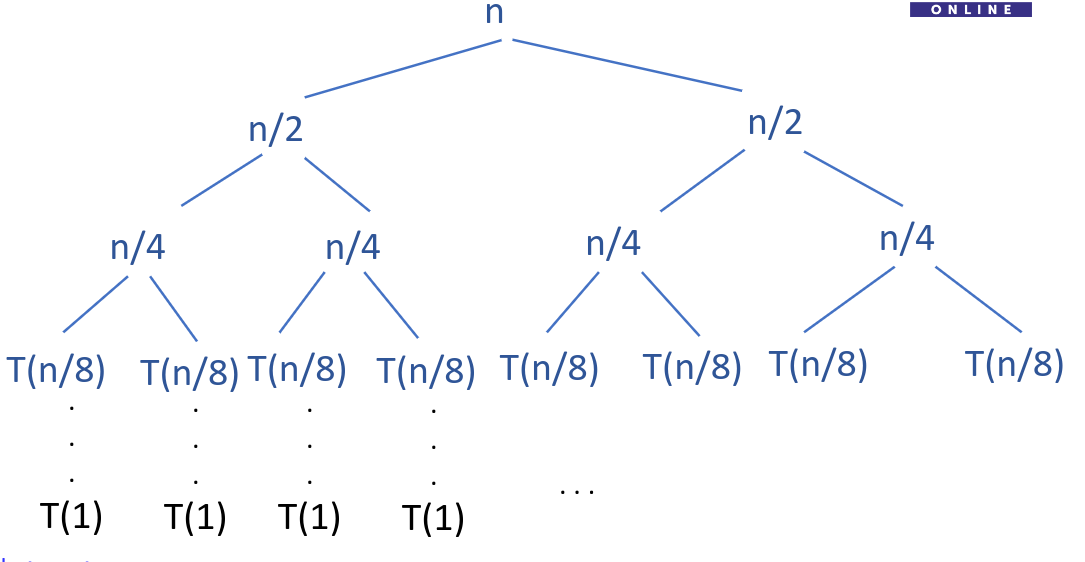 n
ONLINE
n/2 n/2
n/4 n/4 n/4 n/4
T(n/8) T(n/8) T(n/8) T(n/8) T(n/8) T(n/8) T(n/8) T(n/8)
. . . .
. . . .
. . . .
...
T(1) T(1) T(1) T(1)